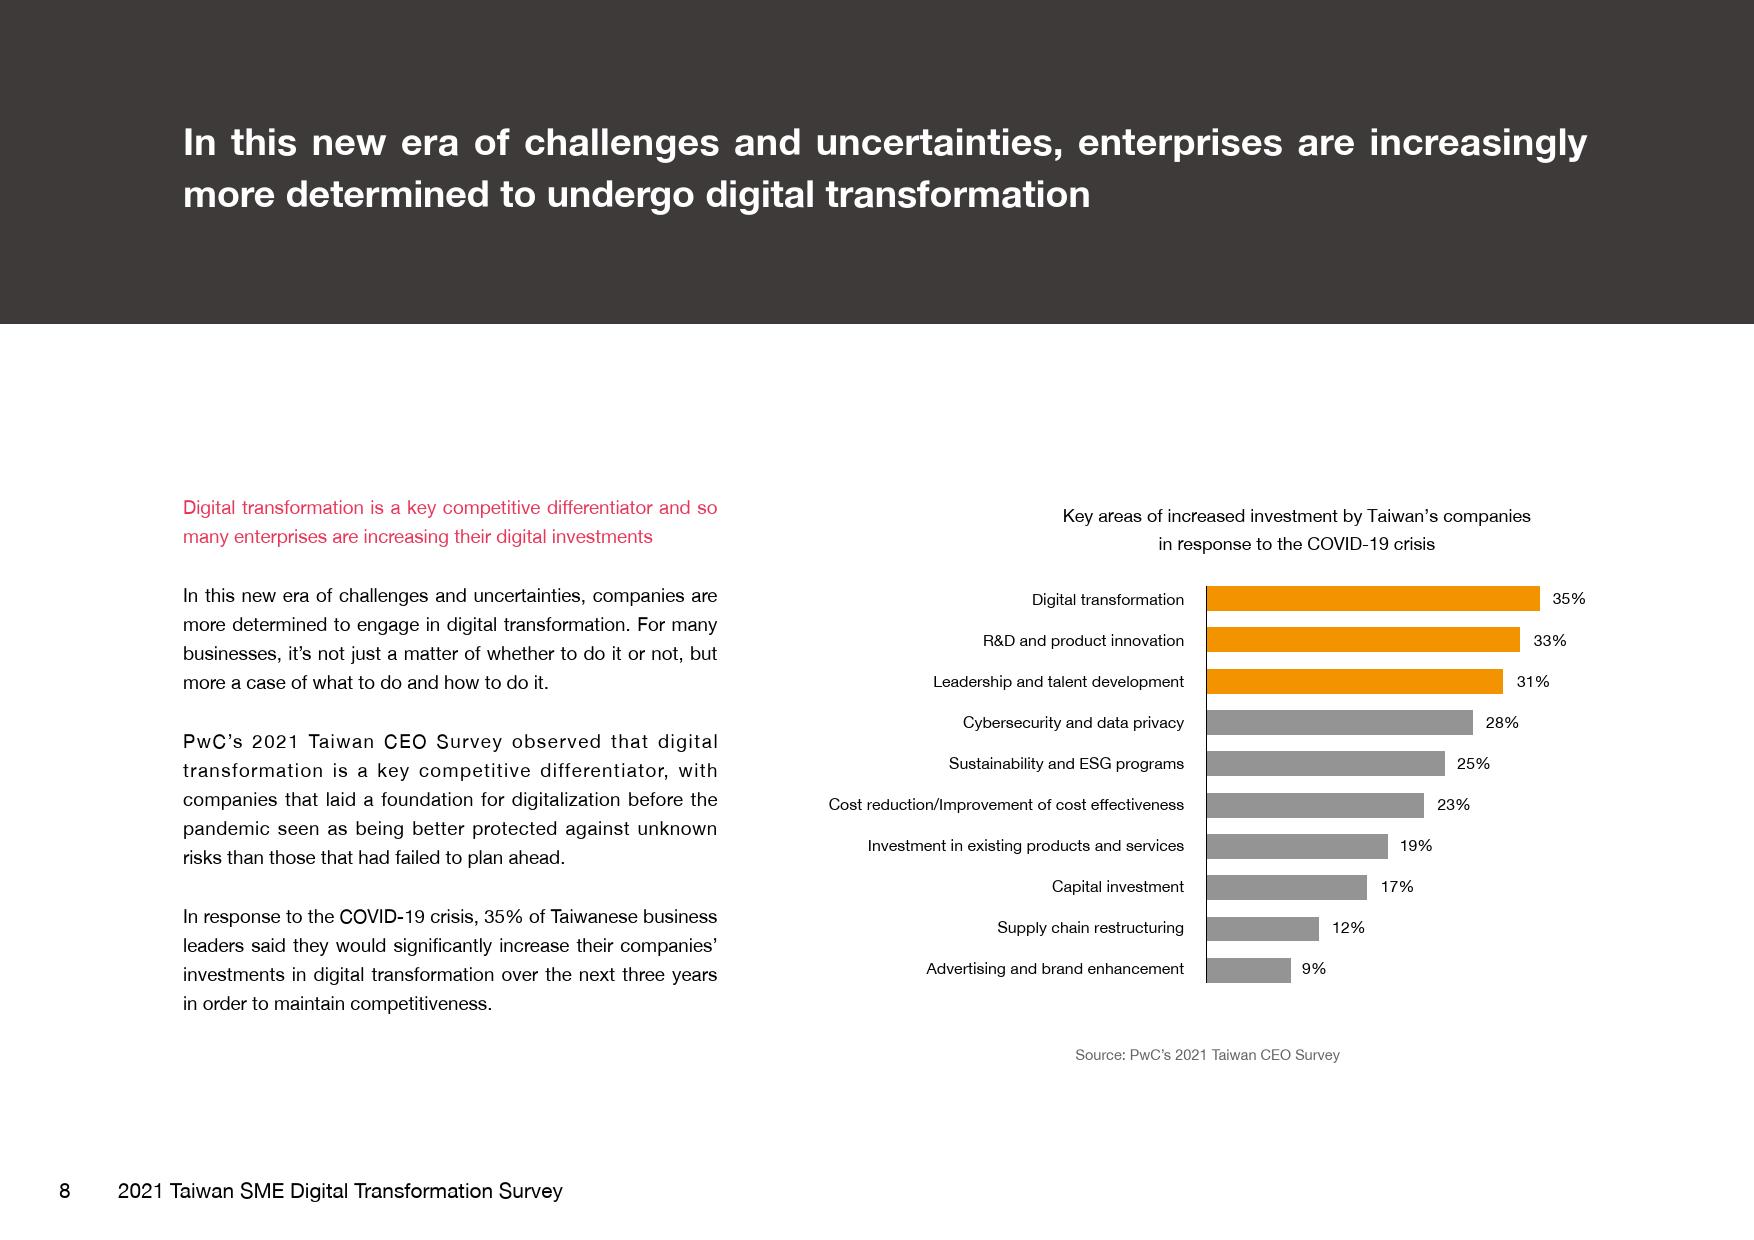 In this new era of challenges and uncertainties, enterprises are increasingly
more determined to undergo digital transformation
Digital transformation is a key competitive differentiator and so
many enterprises are increasing their digital investments
In this new era of challenges and uncertainties, companies are
more determined to engage in digital transformation. For many
businesses, it’s not just a matter of whether to do it or not, but
more a case of what to do and how to do it.
PwC’s 2021 Taiwan CEO Survey observed that digital
transformation is a key competitive differentiator, with
companies that laid a foundation for digitalization before the
pandemic seen as being better protected against unknown
risks than those that had failed to plan ahead.
In response to the COVID-19 crisis, 35% of Taiwanese business
leaders said they would significantly increase their companies’
investments in digital transformation over the next three years
in order to maintain competitiveness.
Key areas of increased investment by Taiwan’s companies
in response to the COVID-19 crisis
Digital transformation 35%
R&D and product innovation 33%
Leadership and talent development 31%
Cybersecurity and data privacy 28%
Sustainability and ESG programs 25%
Cost reduction/Improvement of cost effectiveness 23%
Investment in existing products and services 19%
Capital investment 17%
Supply chain restructuring 12%
Advertising and brand enhancement 9%
Source: PwC’s 2021 Taiwan CEO Survey
8 2021 Taiwan SME Digital Transformation Survey